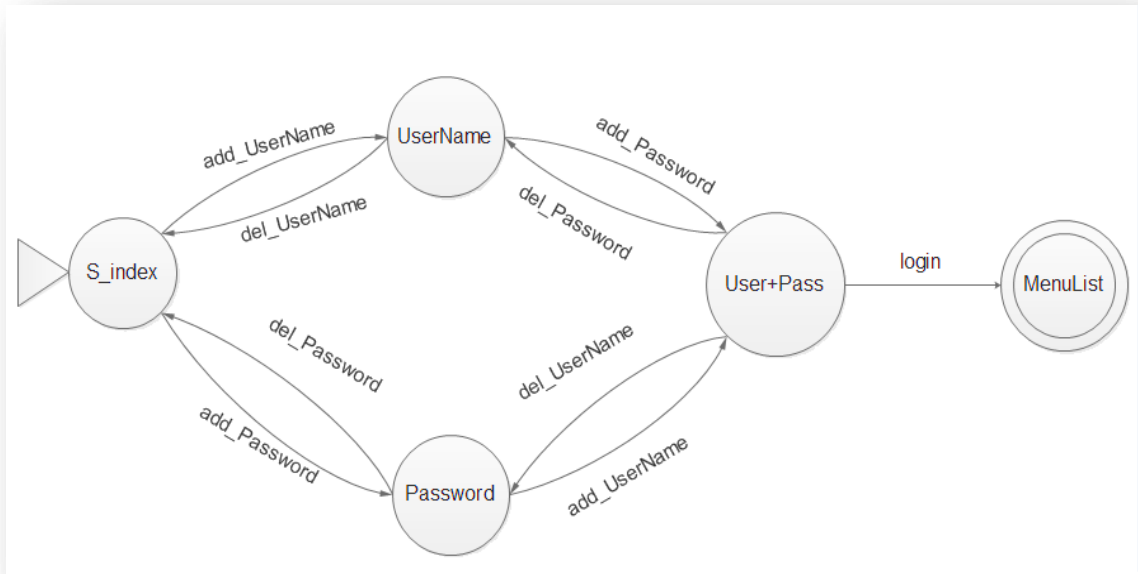 add_UserName
UserName
add_Password
del_UserName
del_Password
S_index
User+Pass
login
MenuList
del_Password
del_UserName
add_Password
Password
add_UserName